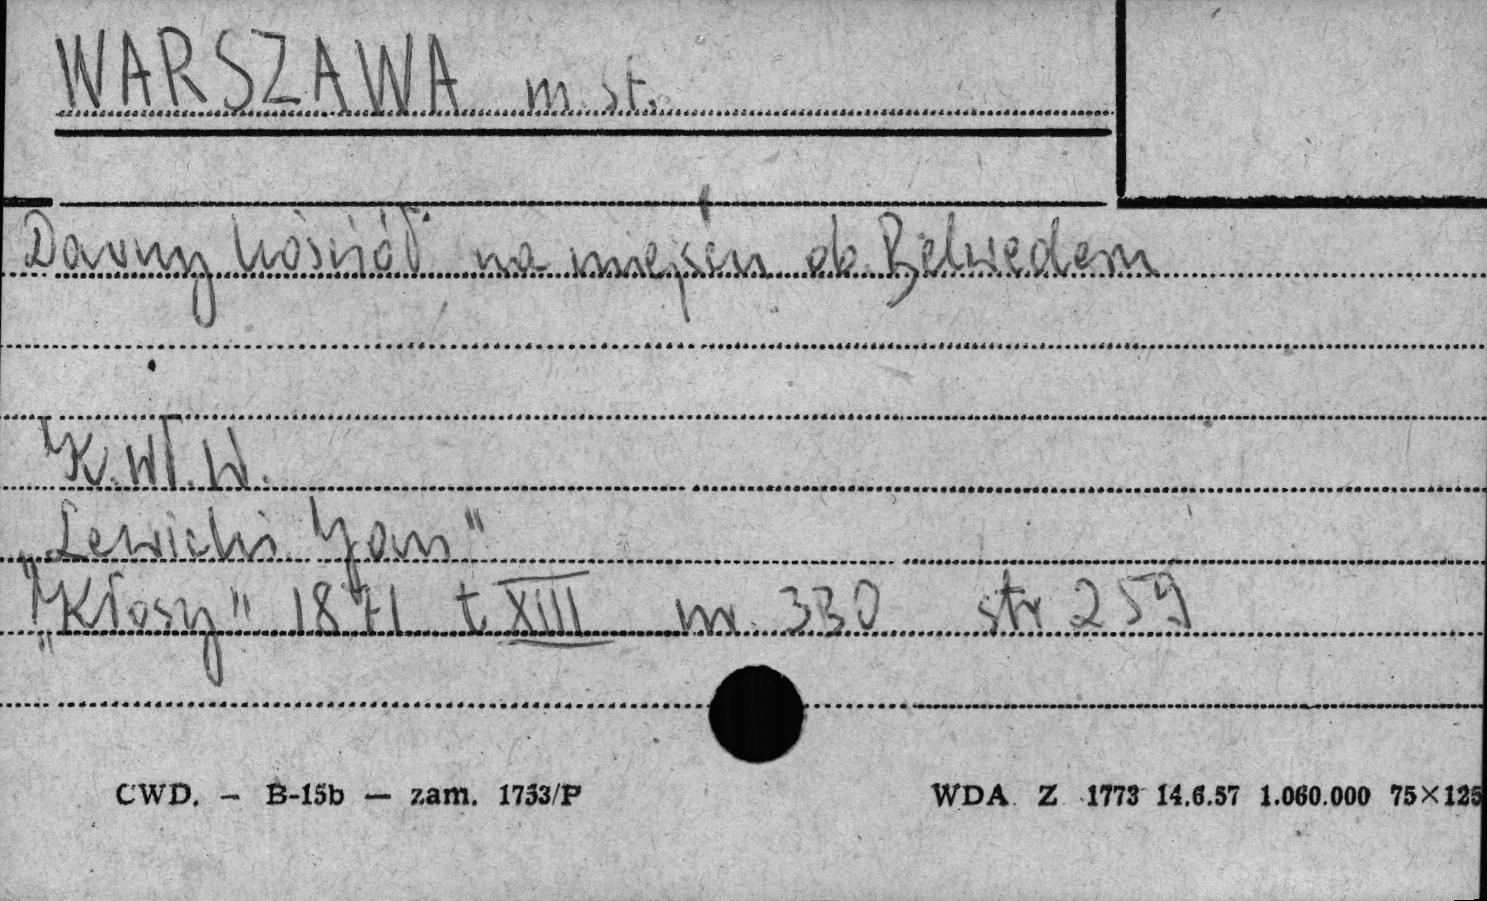 WARSZAWA m. st.
Dawny kościół na miejscu ob. Belwederu
K. Wł. W.
"Lewicki Jan"
"Kłosy" 1871 t XIII nr. 330 str 259
CWD. — B-15b — zam. 1753/P
WDA Z 1773 14.6.57 1.060.000 75×125